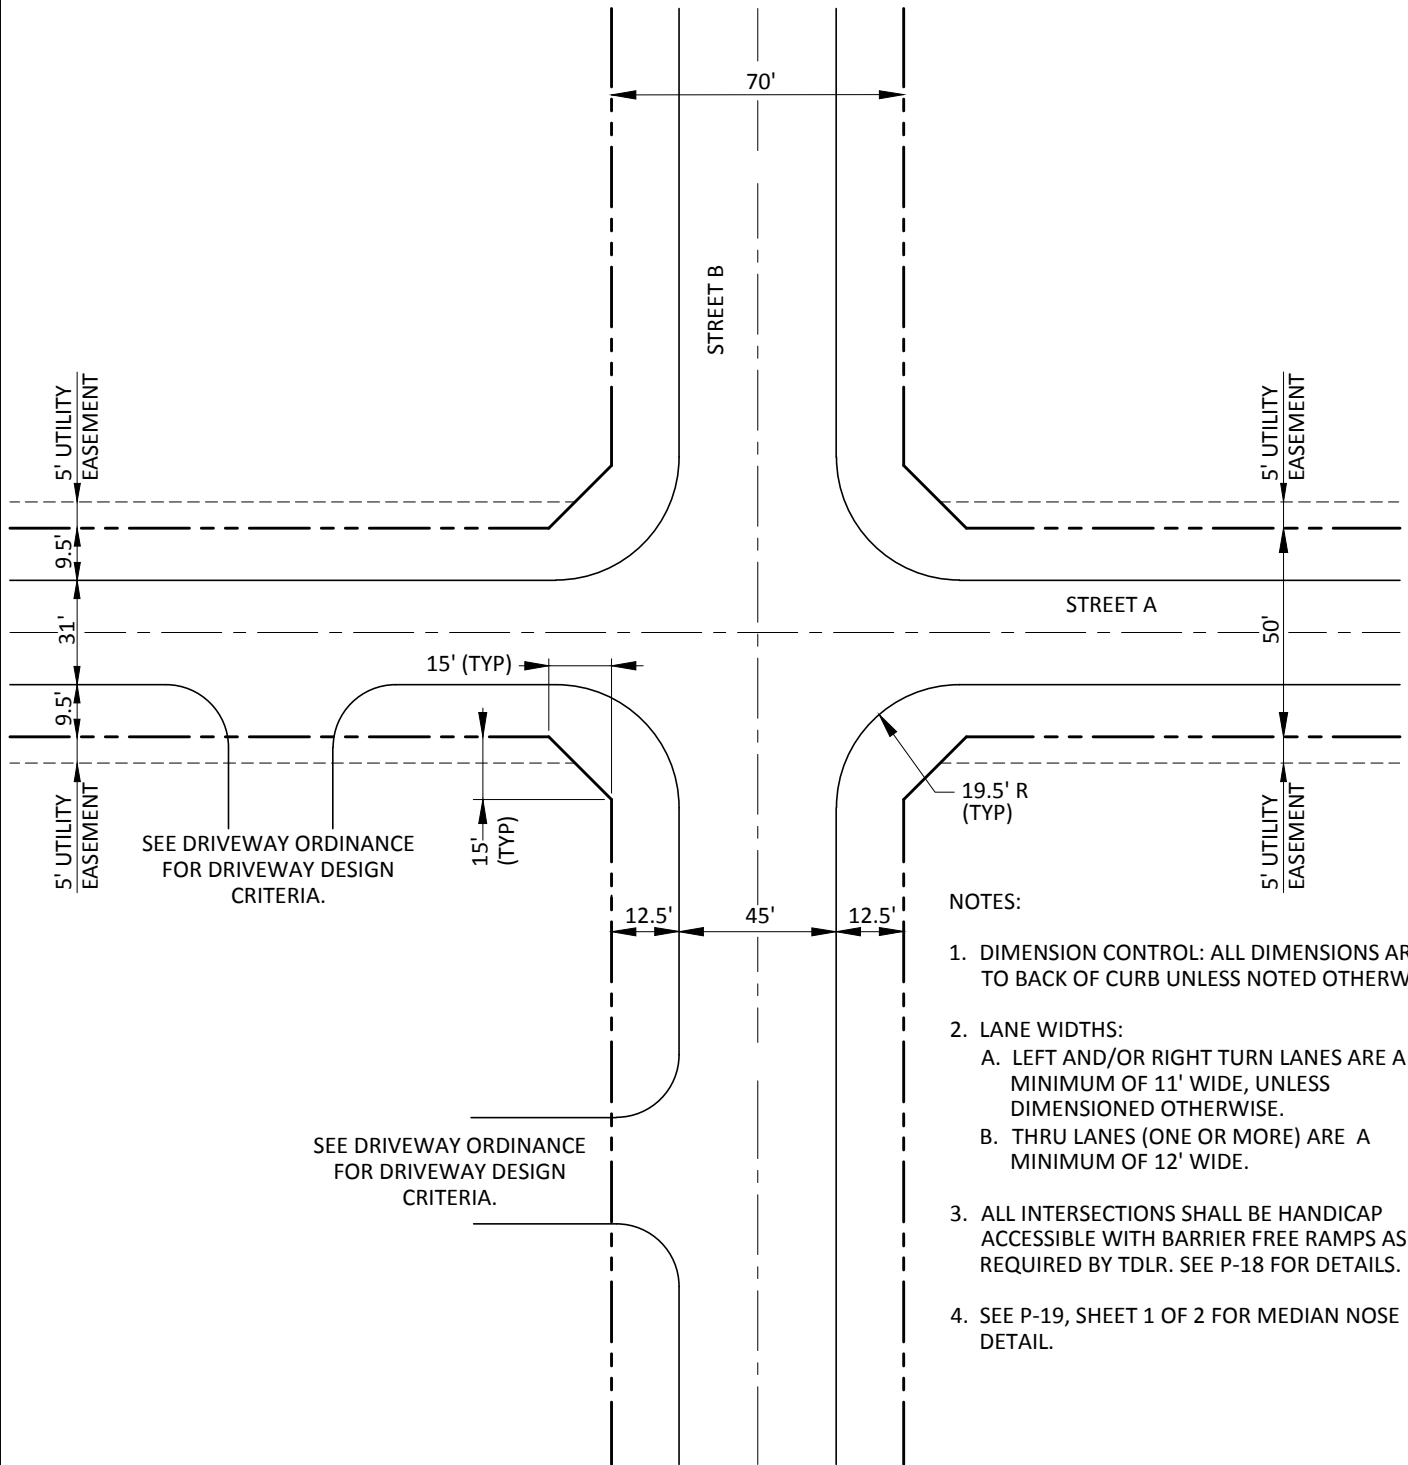 70'
STREET B
5' UTILITY
EASEMENT
5' UTILITY
EASEMENT
9.5'
31'
9.5'
STREET A
50'
15' (TYP)
15'
(TYP)
19.5' R
(TYP)
5' UTILITY
EASEMENT
5' UTILITY
EASEMENT
SEE DRIVEWAY ORDINANCE
FOR DRIVEWAY DESIGN
CRITERIA.
12.5'
45'
12.5'
SEE DRIVEWAY ORDINANCE
FOR DRIVEWAY DESIGN
CRITERIA.
NOTES:
1. DIMENSION CONTROL: ALL DIMENSIONS AR
TO BACK OF CURB UNLESS NOTED OTHERW
2. LANE WIDTHS:
A. LEFT AND/OR RIGHT TURN LANES ARE A
MINIMUM OF 11' WIDE, UNLESS
DIMENSIONED OTHERWISE.
B. THRU LANES (ONE OR MORE) ARE A
MINIMUM OF 12' WIDE.
3. ALL INTERSECTIONS SHALL BE HANDICAP
ACCESSIBLE WITH BARRIER FREE RAMPS AS
REQUIRED BY TDLR. SEE P-18 FOR DETAILS.
4. SEE P-19, SHEET 1 OF 2 FOR MEDIAN NOSE
DETAIL.